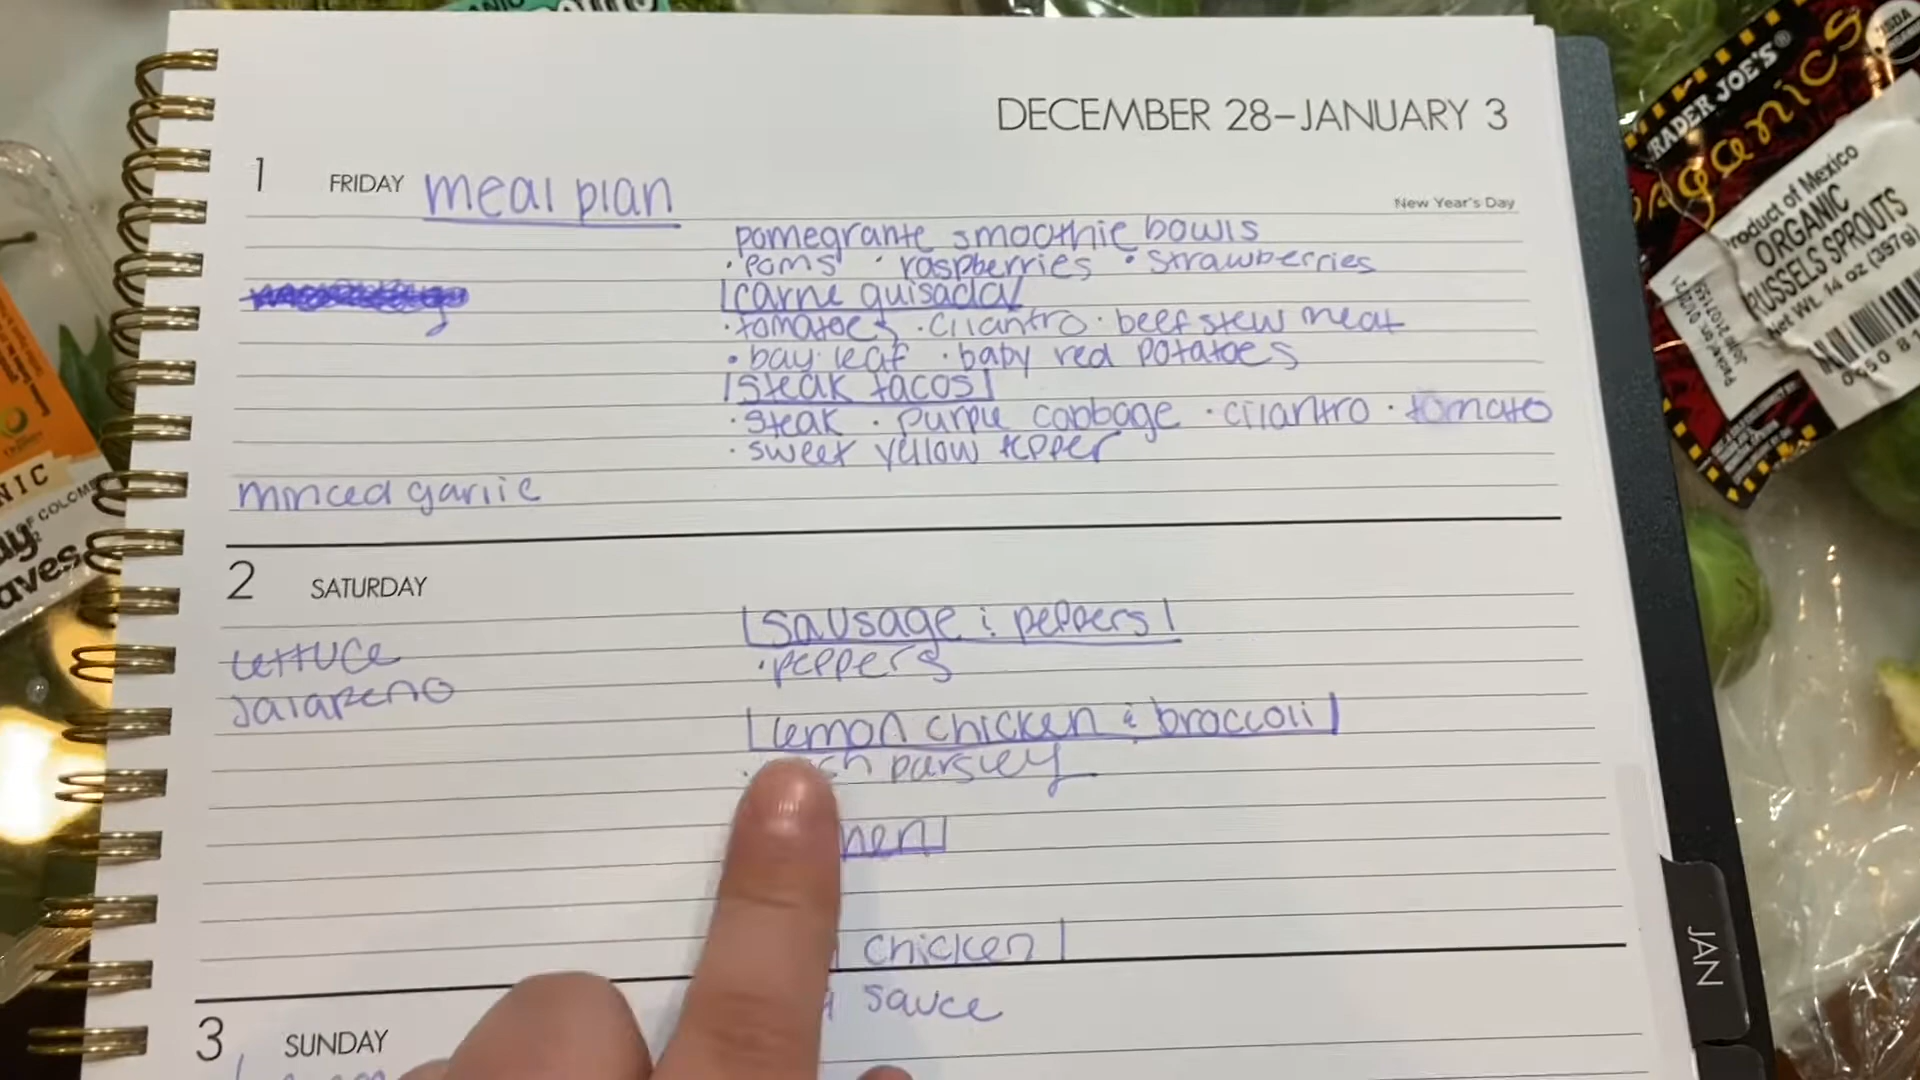 DECEMBER 28–JANUARY 3
1 FRIDAY meal plan
New Year's Day
pomegrante smoothie bowls
· poms · raspberries · strawberries
carne guisada
· tomatoes · cilantro · beef stew meat
· bay leaf · baby red potatoes
steak tacos
· steak · purple cabbage · cilantro · tomato
· sweet yellow pepper
minced garlic
2 SATURDAY
sausage & peppers
· peppers
lettuce
jalapeno
lemon chicken & broccoli
parsley
chicken
sauce
3 SUNDAY
JAN
TRADER JOE'S®
Organics
USDA
Product of Mexico
ORGANIC
BRUSSELS SPROUTS
Net Wt. 14 oz (397g)